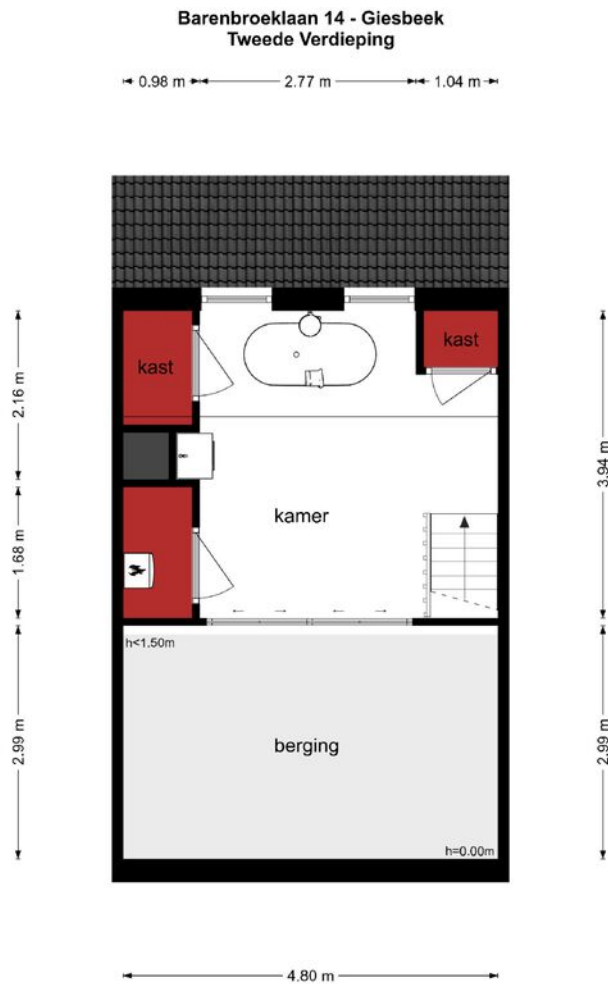 Barenbroeklaan 14 - Giesbeek
Tweede Verdieping
0.98 m
2.77 m
1.04 m
kast
kast
2.16 m
3.94 m
kamer
1.68 m
h<1.50m
berging
2.99 m
2.99 m
h=0.00m
4.80 m